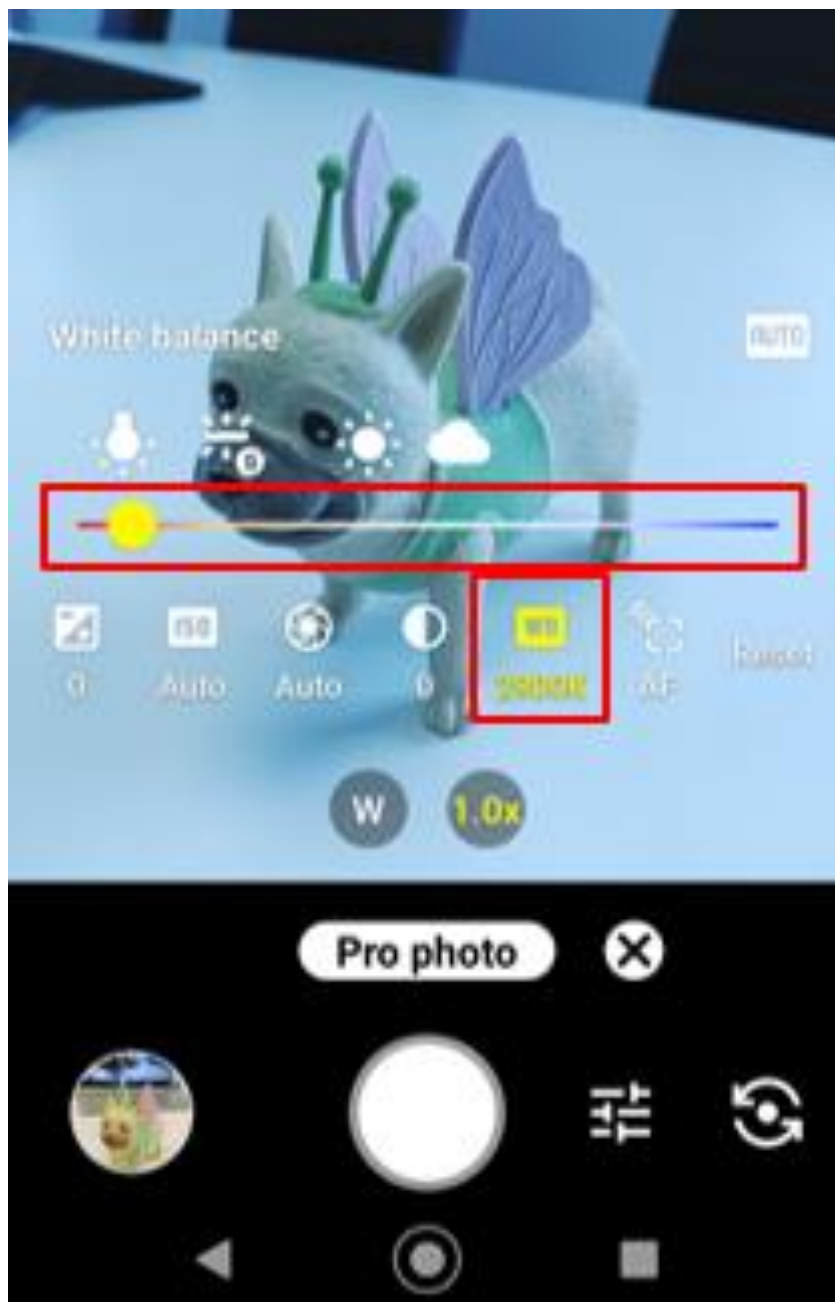 White balance
AUTO
D
ISO
WB
0
Auto
Auto
0
AF
Reset
W
1.0x
Pro photo